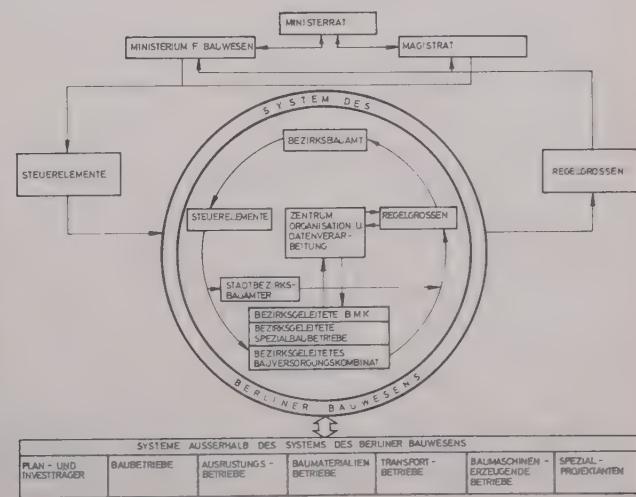 MINISTERRAT
MINISTERIUM F BAUWESEN
MAGISTRAT
SYSTEM DES
BEZIRKSBAUAMT
STEUERELEMENTE
REGELGROSSEN
STEUERELEMENTE
ZENTRUM
ORGANISATION U.
DATENVERAR-
BEITUNG
REGELGROSSEN
STADTBEZIRKS-
BAUÄMTER
BEZIRKSGELEITETE B M K
BEZIRKSGELEITETE
SPEZIALBAUBETRIEBE
BEZIRKSGELEITETES
BAUVERSORGUNGSKOMBINAT
BERLINER BAUWESENS
SYSTEME AUSSERHALB DES SYSTEMS DES BERLINER BAUWESENS
PLAN - UND
INVESTTRÄGER
BAUBETRIEBE
AUSRÜSTUNGS -
BETRIEBE
BAUMATERIALIEN
BETRIEBE
TRANSPORT -
BETRIEBE
BAUMASCHINEN -
ERZEUGENDE
BETRIEBE
SPEZIAL -
PROJEKTANTEN